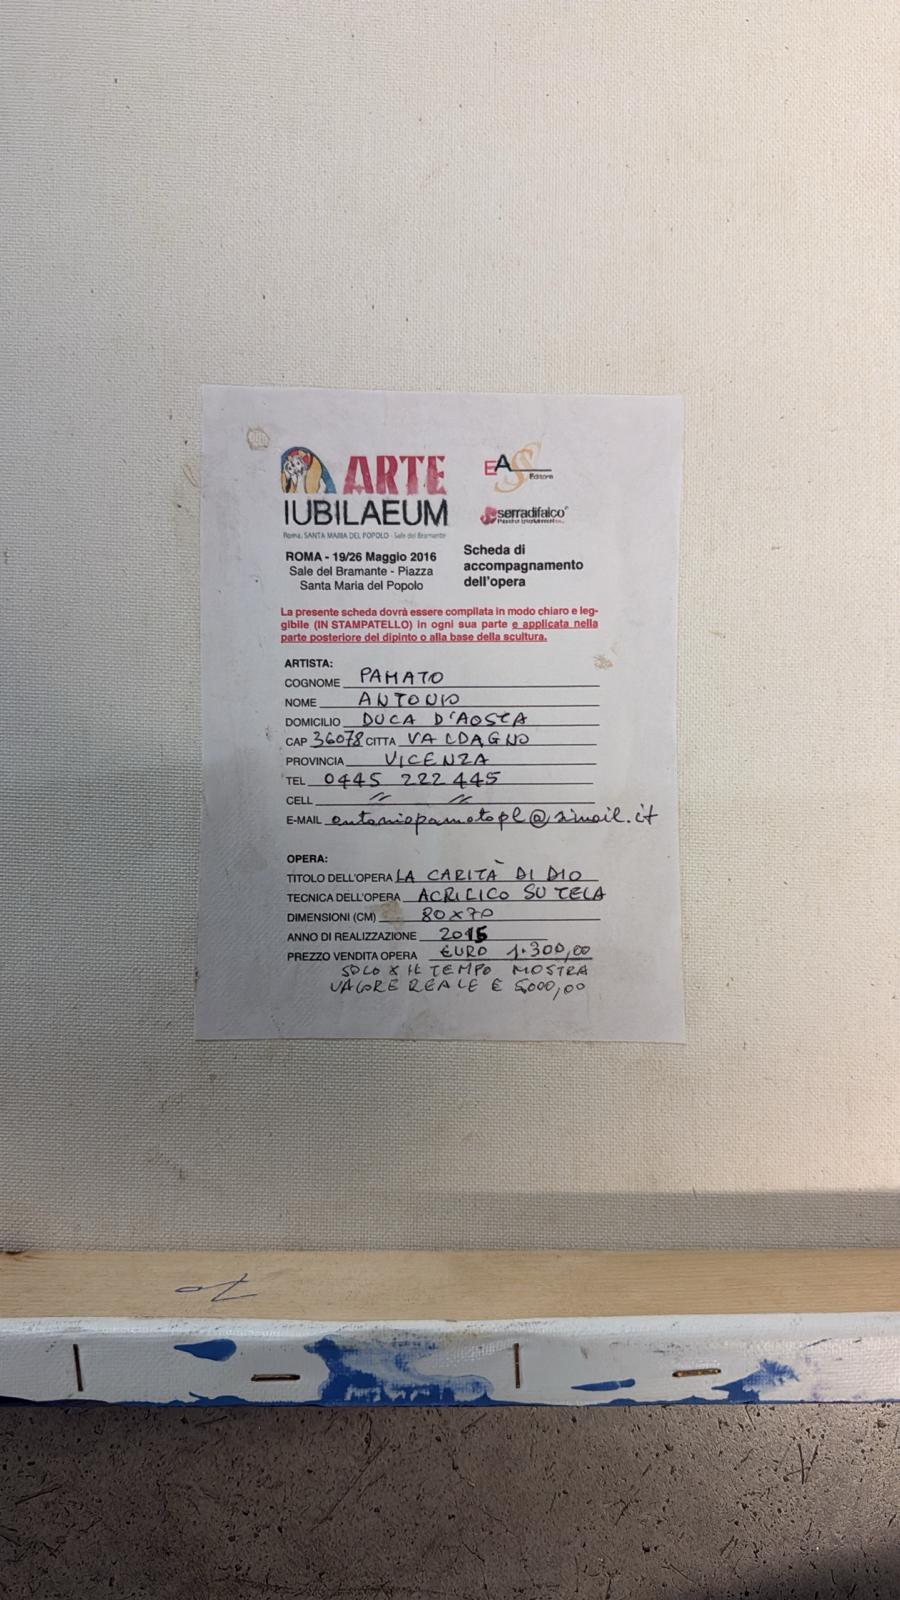 ARTE
IUBILAEUM
Roma, SANTA MARIA DEL POPOLO - Sale del Bramante
EAS
Editore
serradifalco
ROMA - 19/26 Maggio 2016
Sale del Bramante - Piazza
Santa Maria del Popolo
Scheda di
accompagnamento
dell'opera
La presente scheda dovrà essere compilata in modo chiaro e leg-
gibile (IN STAMPATELLO) in ogni sua parte e applicata nella
parte posteriore del dipinto o alla base della scultura.
ARTISTA:
COGNOME PAMATO
NOME ANTONIO
DOMICILIO DUCA D'AOSTA
CAP 36078 CITTA VALDAGNO
PROVINCIA VICENZA
TEL 0445 222 445
CELL
E-MAIL
OPERA:
TITOLO DELL'OPERA LA CARITÀ DI DIO
TECNICA DELL'OPERA ACRILICO SU TELA
DIMENSIONI (CM) 80x70
ANNO DI REALIZZAZIONE 2015
PREZZO VENDITA OPERA EURO 1.300,00
SOLO X IL TEMPO MOSTRA
VALORE REALE E 5000,00